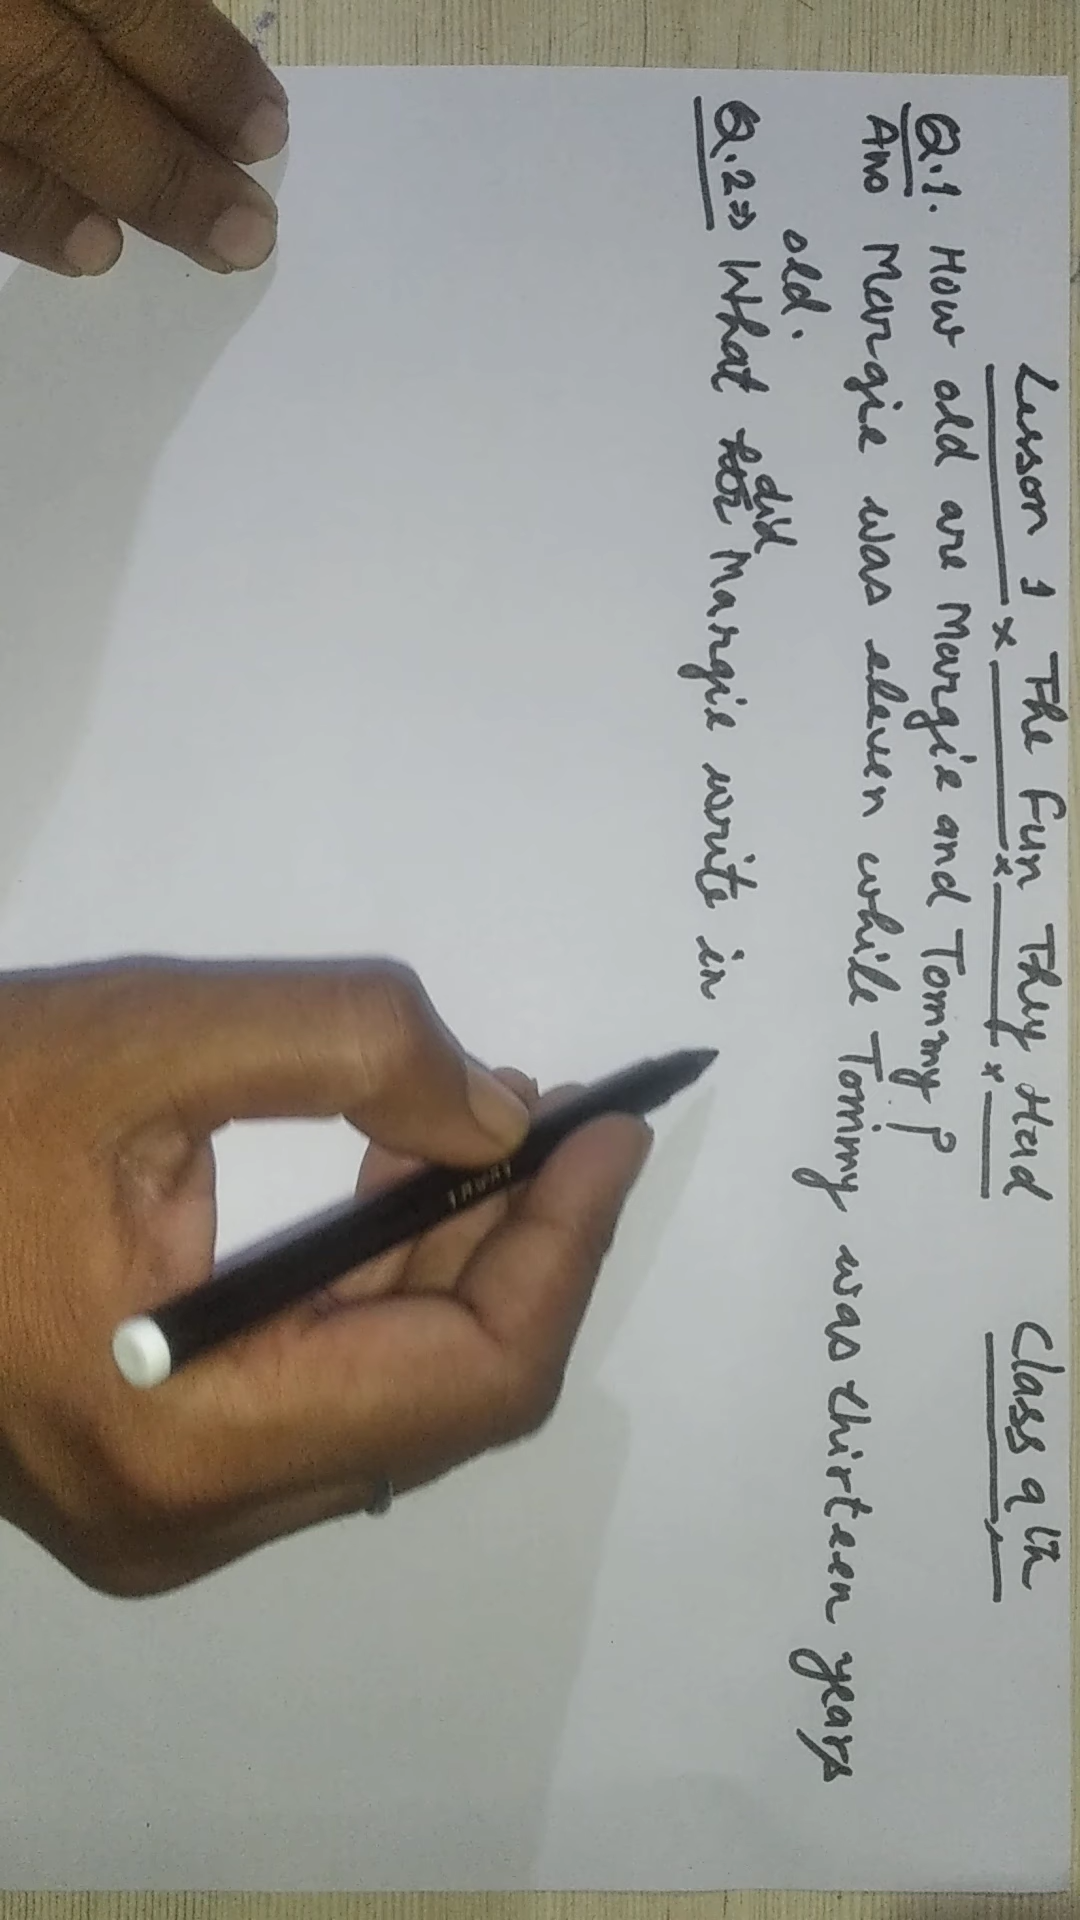 Lesson 1 The Fun They Had Class 9th
Q.1. How old are Margie and Tommy?
Ans Margie was eleven while Tommy was thirteen years
old.
Q.2⇒ What did Margie write in